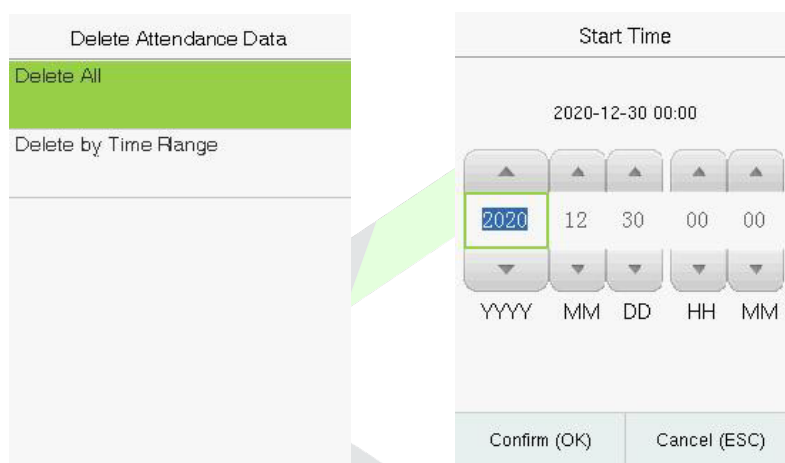 Delete Attendance Data
Delete All
Delete by Time Range
Start Time
2020-12-30 00:00
2020 12 30 00 00
YYYY MM DD HH MM
Confirm (OK) Cancel (ESC)